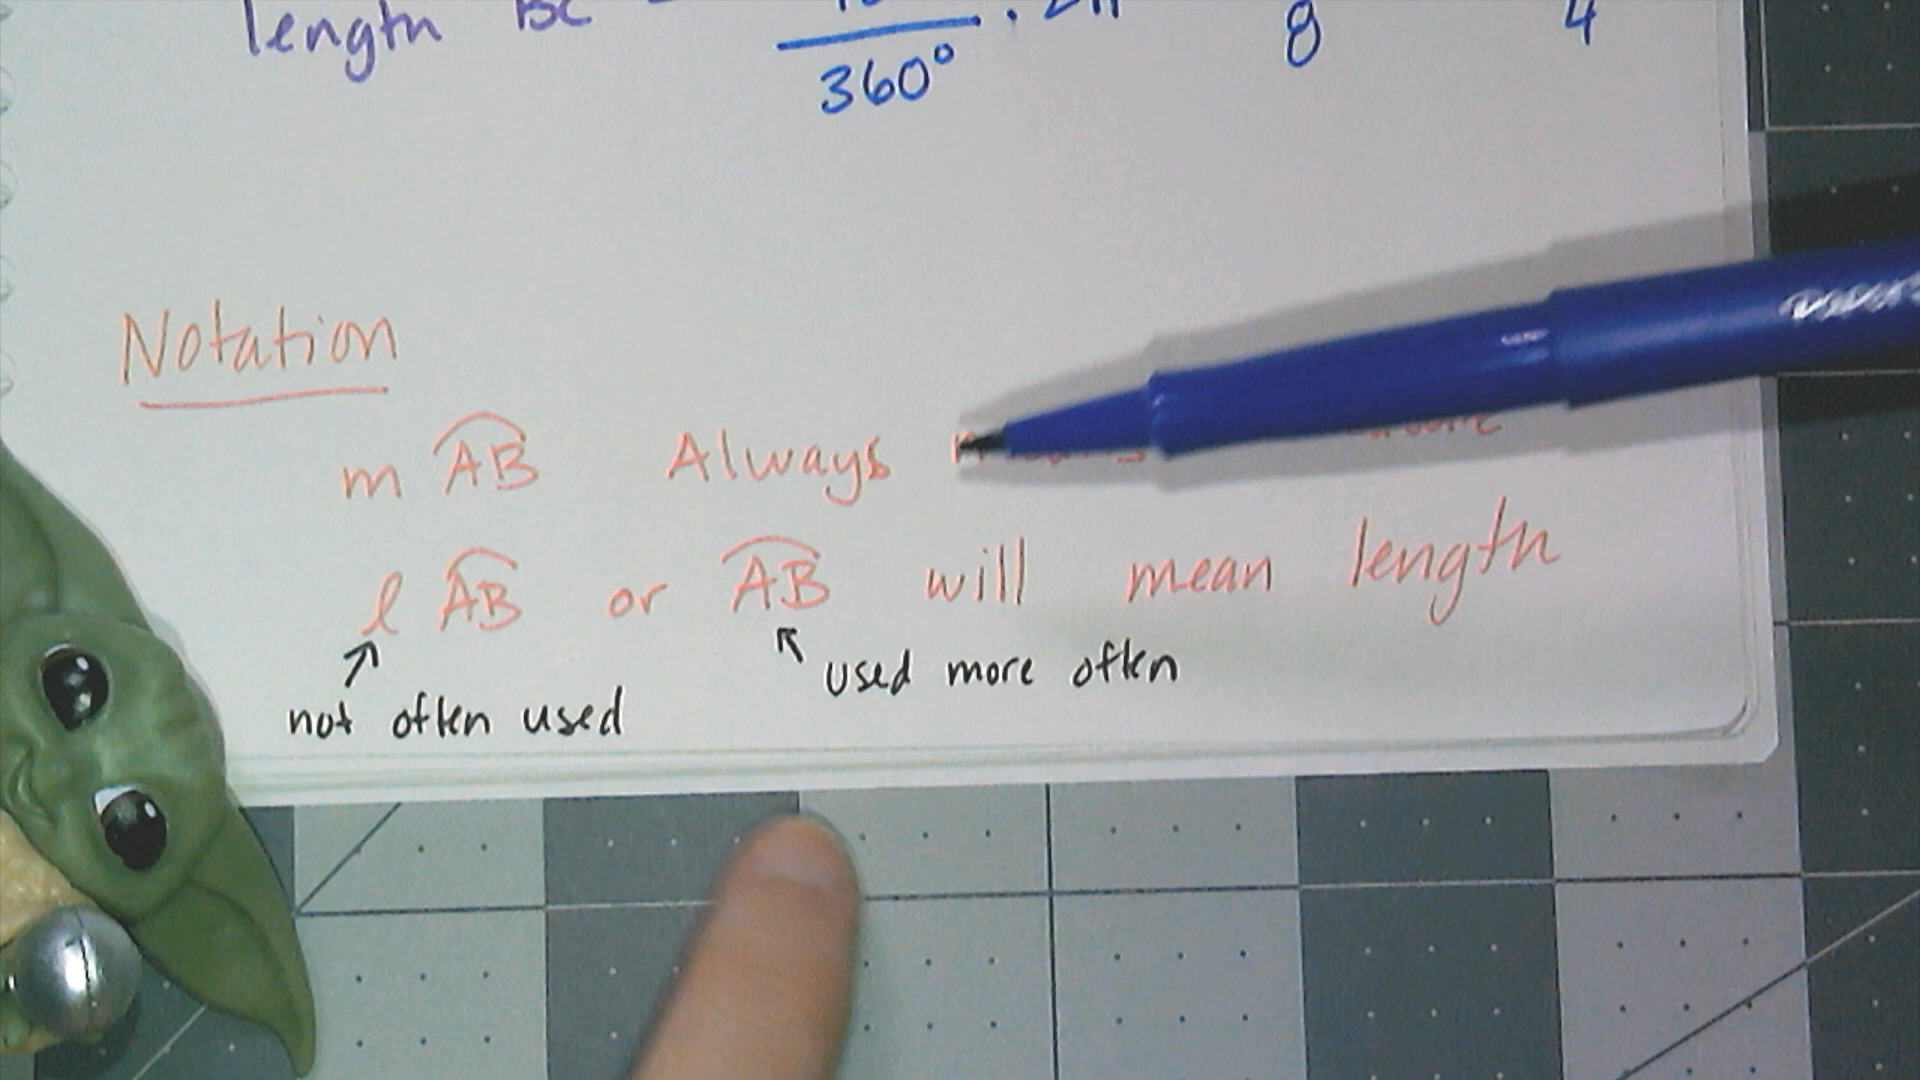 length BC
360° 8 4
Notation
m AB Always
l AB or AB will mean length
not often used
used more often